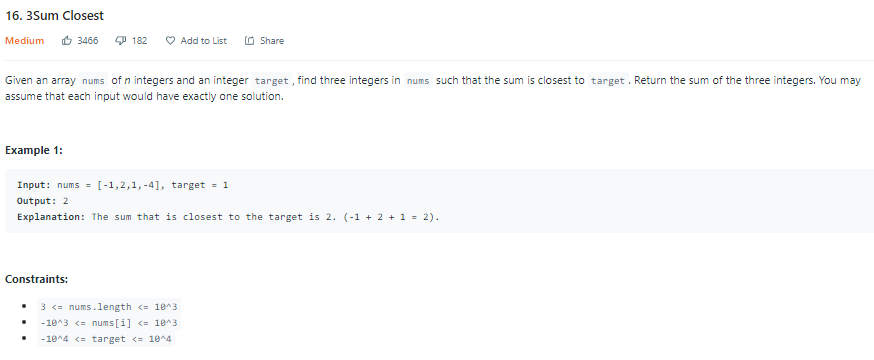 16. 3Sum Closest
Medium 3466 182 Add to List Share
Given an array nums of n integers and an integer target , find three integers in nums such that the sum is closest to target . Return the sum of the three integers. You may
assume that each input would have exactly one solution.
Example 1:
Input: nums = [-1,2,1,-4], target = 1
Output: 2
Explanation: The sum that is closest to the target is 2. (-1 + 2 + 1 = 2).
Constraints:
• 3 <= nums.length <= 10^3
• -10^3 <= nums[i] <= 10^3
• -10^4 <= target <= 10^4